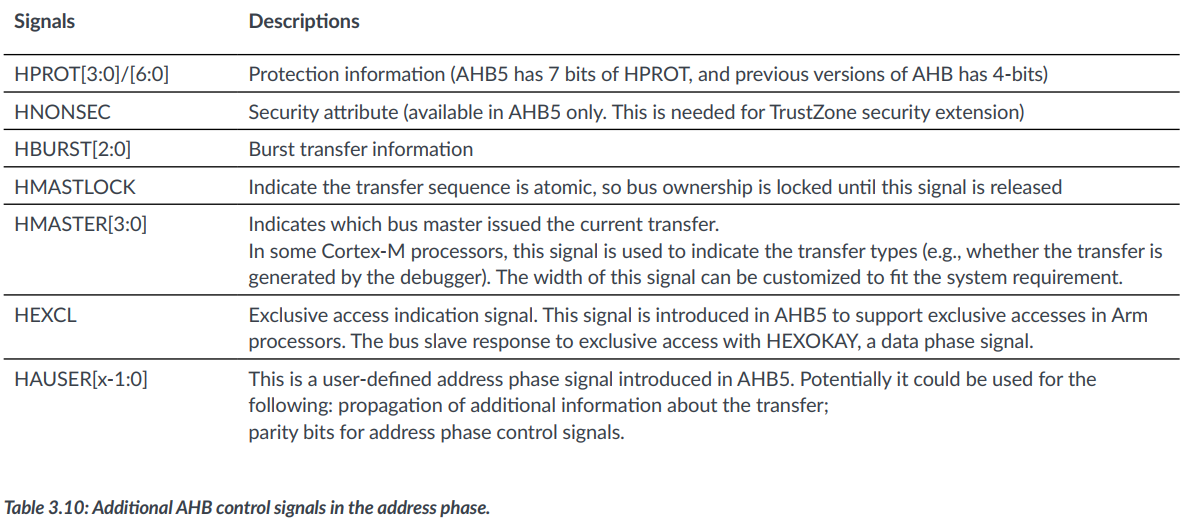 Signals Descriptions
HPROT[3:0]/[6:0] Protection information (AHB5 has 7 bits of HPROT, and previous versions of AHB has 4-bits)
HNONSEC Security attribute (available in AHB5 only. This is needed for TrustZone security extension)
HBURST[2:0] Burst transfer information
HMASTLOCK Indicate the transfer sequence is atomic, so bus ownership is locked until this signal is released
HMASTER[3:0] Indicates which bus master issued the current transfer.
In some Cortex-M processors, this signal is used to indicate the transfer types (e.g., whether the transfer is
generated by the debugger). The width of this signal can be customized to fit the system requirement.
HEXCL Exclusive access indication signal. This signal is introduced in AHB5 to support exclusive accesses in Arm
processors. The bus slave response to exclusive access with HEXOKAY, a data phase signal.
HAUSER[x-1:0] This is a user-defined address phase signal introduced in AHB5. Potentially it could be used for the
following: propagation of additional information about the transfer;
parity bits for address phase control signals.
Table 3.10: Additional AHB control signals in the address phase.